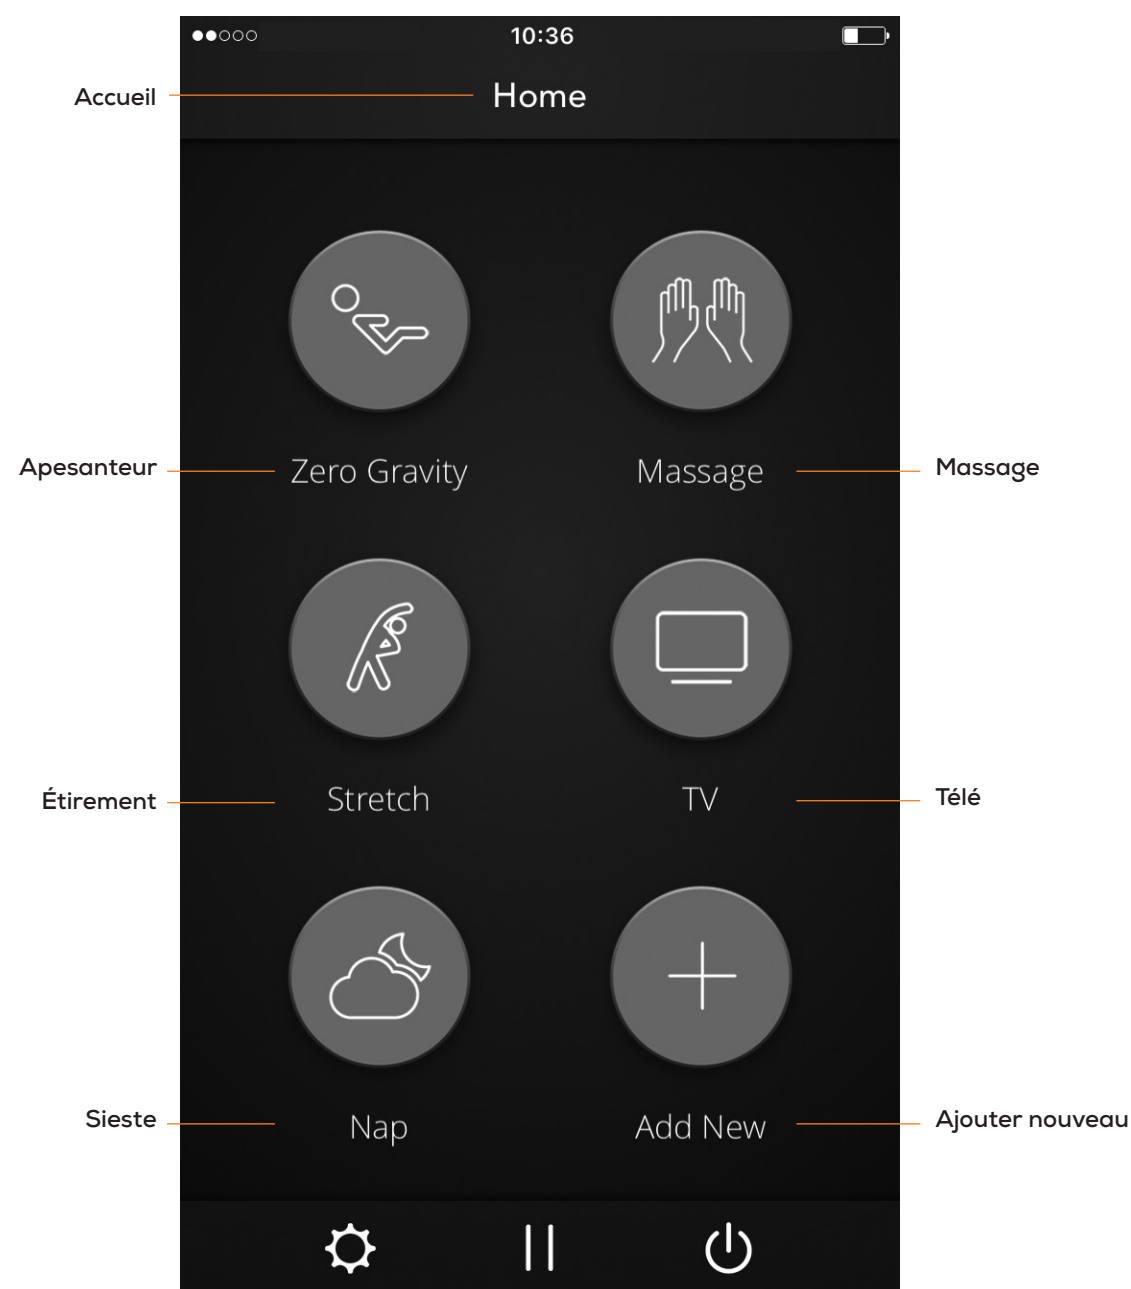 10:36
Accueil
Home
Apesanteur
Zero Gravity
Massage
Massage
Étirement
Stretch
TV
Télé
Sieste
Nap
Add New
Ajouter nouveau